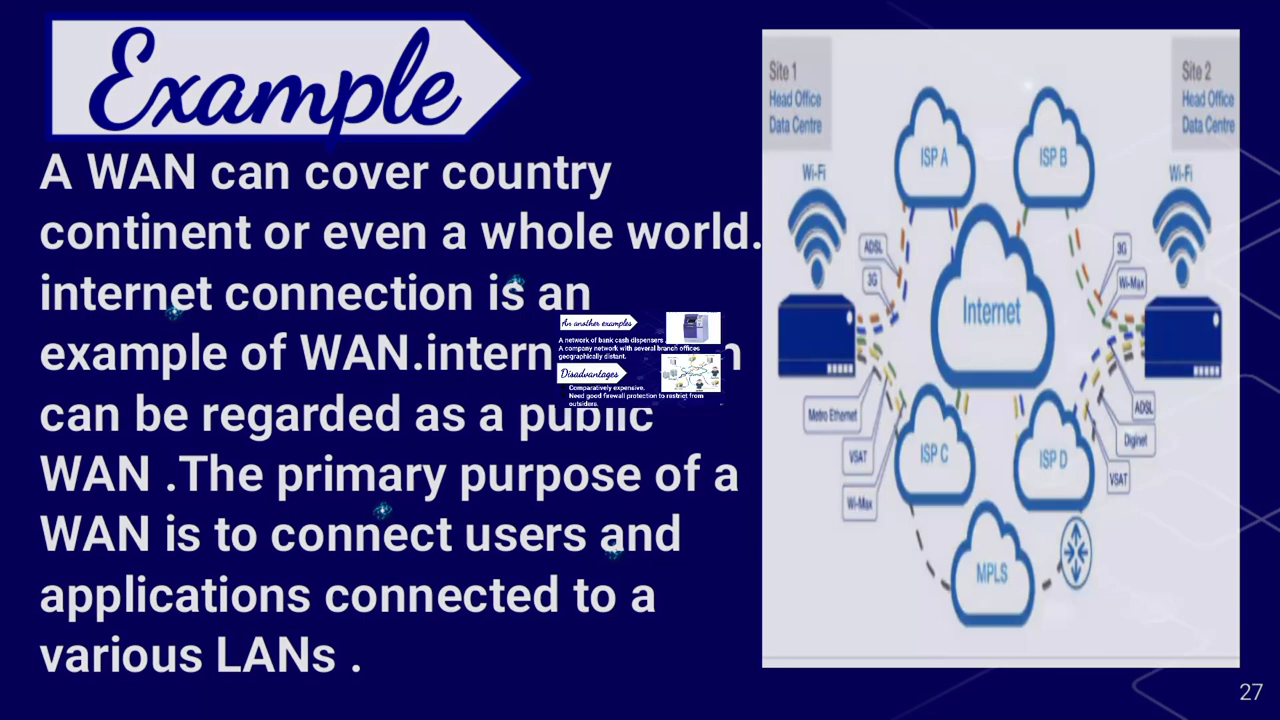 Example
A WAN can cover country
continent or even a whole world.
internet connection is an
example of WAN.intern
can be regarded as a public
WAN .The primary purpose of a
WAN is to connect users and
applications connected to a
various LANs .
An another examples
A network of bank cash dispensers
A company network with several branch offices
geographically distant.
Disadvantages
Comparatively expensive.
Need good firewall protection to restrict from
outsiders.
Site 1
Head Office
Data Centre
Wi-Fi
ISP A
ISP B
Site 2
Head Office
Data Centre
Wi-Fi
ADSL
3G
Internet
3G
Wi-Max
Metro Ethernet
VSAT
Wi-Max
ISP C
ISP D
ADSL
Diginet
VSAT
MPLS
27